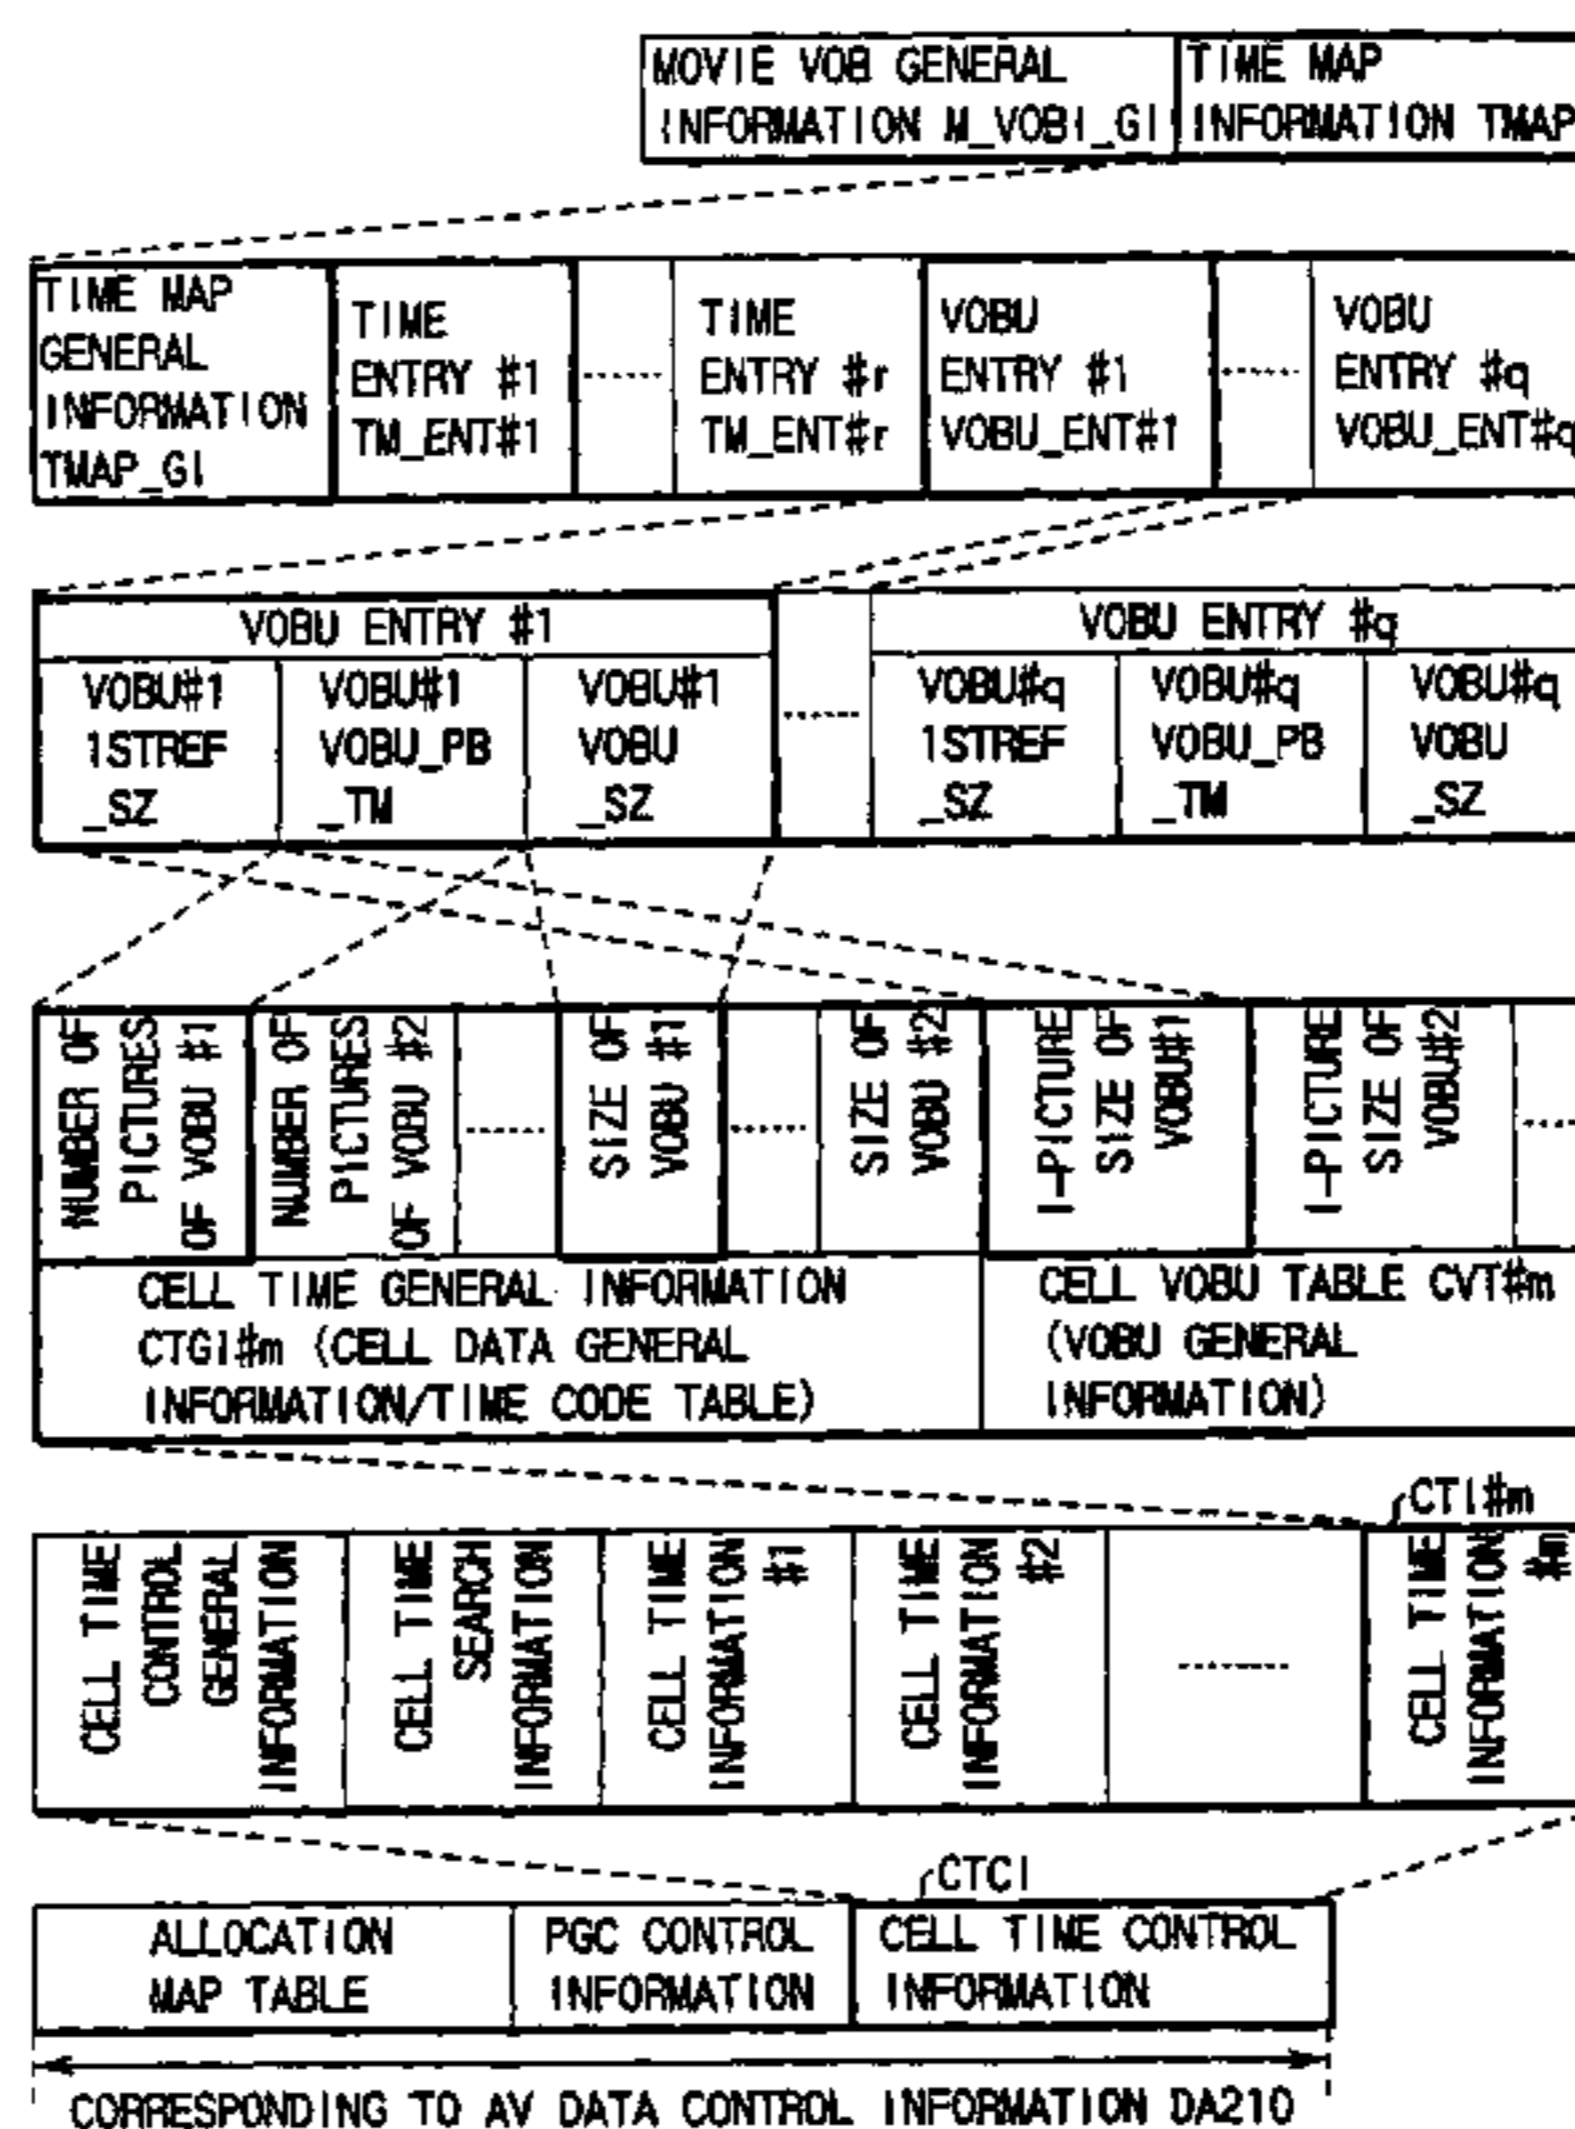 MOVIE VOB GENERAL
INFORMATION M_VOBI_GI
TIME MAP
INFORMATION TMAP
TIME MAP
GENERAL
INFORMATION
TMAP_GI
TIME
ENTRY #1
TM_ENT#1
TIME
ENTRY #r
TM_ENT#r
VOBU
ENTRY #1
VOBU_ENT#1
VOBU
ENTRY #q
VOBU_ENT#q
VOBU ENTRY #1
VOBU ENTRY #q
VOBU#1
1STREF
_SZ
VOBU#1
VOBU_PB
_TM
VOBU#1
VOBU
_SZ
VOBU#q
1STREF
_SZ
VOBU#q
VOBU_PB
_TM
VOBU#q
VOBU
_SZ
NUMBER OF
PICTURES
OF VOBU #1
NUMBER OF
PICTURES
OF VOBU #2
SIZE OF
VOBU #1
SIZE OF
VOBU #2
I-PICTURE
SIZE OF
VOBU#1
I-PICTURE
SIZE OF
VOBU#2
CELL TIME GENERAL INFORMATION
CTGI#m (CELL DATA GENERAL
INFORMATION/TIME CODE TABLE)
CELL VOBU TABLE CVT#m
(VOBU GENERAL
INFORMATION)
CTI#m
CELL TIME
CONTROL
GENERAL
INFORMATION
CELL TIME
SEARCH
INFORMATION
CELL TIME
INFORMATION
#1
CELL TIME
INFORMATION
#2
CELL TIME
INFORMATION
#m
CTCI
ALLOCATION
MAP TABLE
PGC CONTROL
INFORMATION
CELL TIME CONTROL
INFORMATION
CORRESPONDING TO AV DATA CONTROL INFORMATION DA210